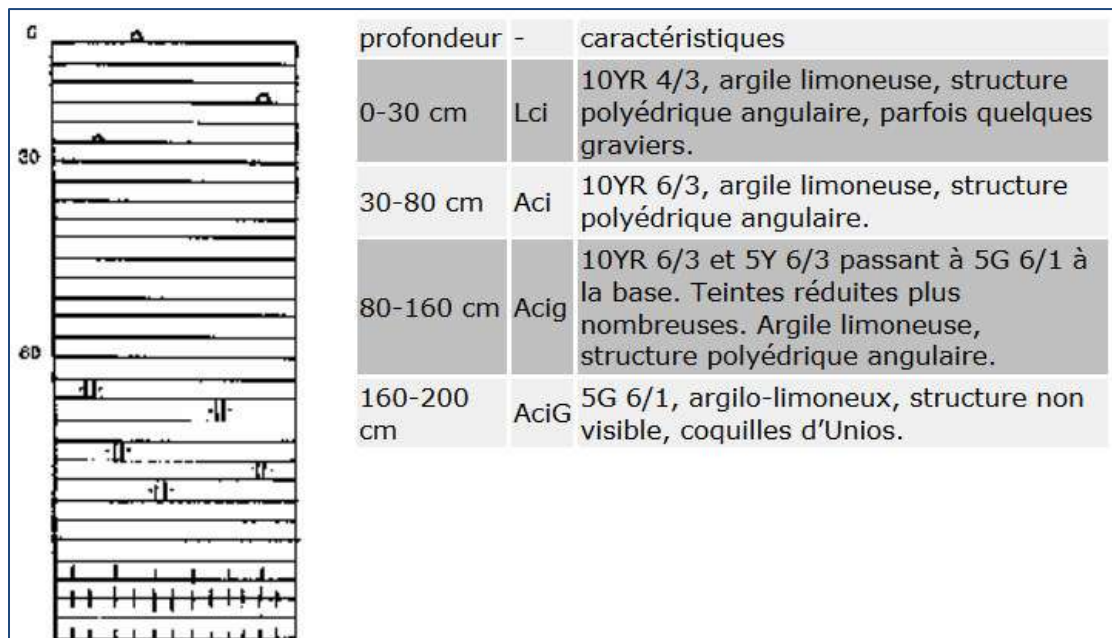 0
30
60
profondeur - caractéristiques
0-30 cm Lci 10YR 4/3, argile limoneuse, structure
polyédrique angulaire, parfois quelques
graviers.
30-80 cm Aci 10YR 6/3, argile limoneuse, structure
polyédrique angulaire.
80-160 cm Acig 10YR 6/3 et 5Y 6/3 passant à 5G 6/1 à
la base. Teintes réduites plus
nombreuses. Argile limoneuse,
structure polyédrique angulaire.
160-200
cm AciG 5G 6/1, argilo-limoneux, structure non
visible, coquilles d’Unios.